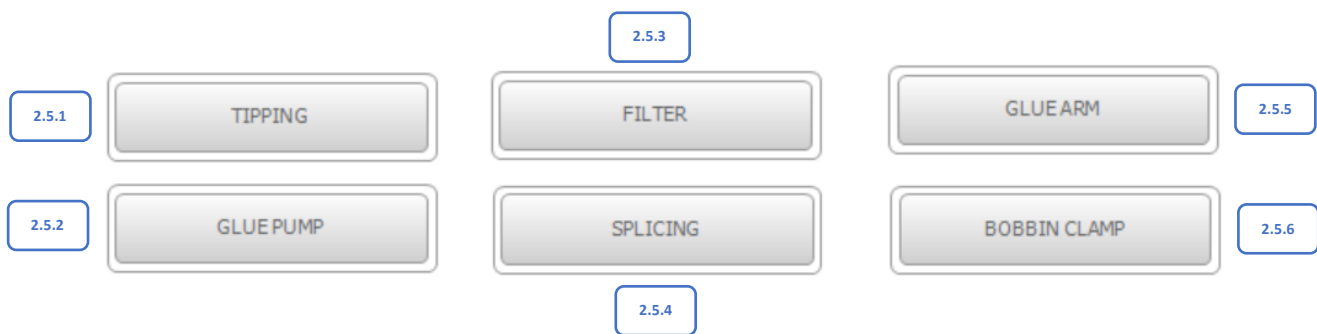 2.5.3
2.5.1
TIPPING
FILTER
GLUE ARM
2.5.5
2.5.2
GLUE PUMP
SPLICING
BOBBIN CLAMP
2.5.6
2.5.4